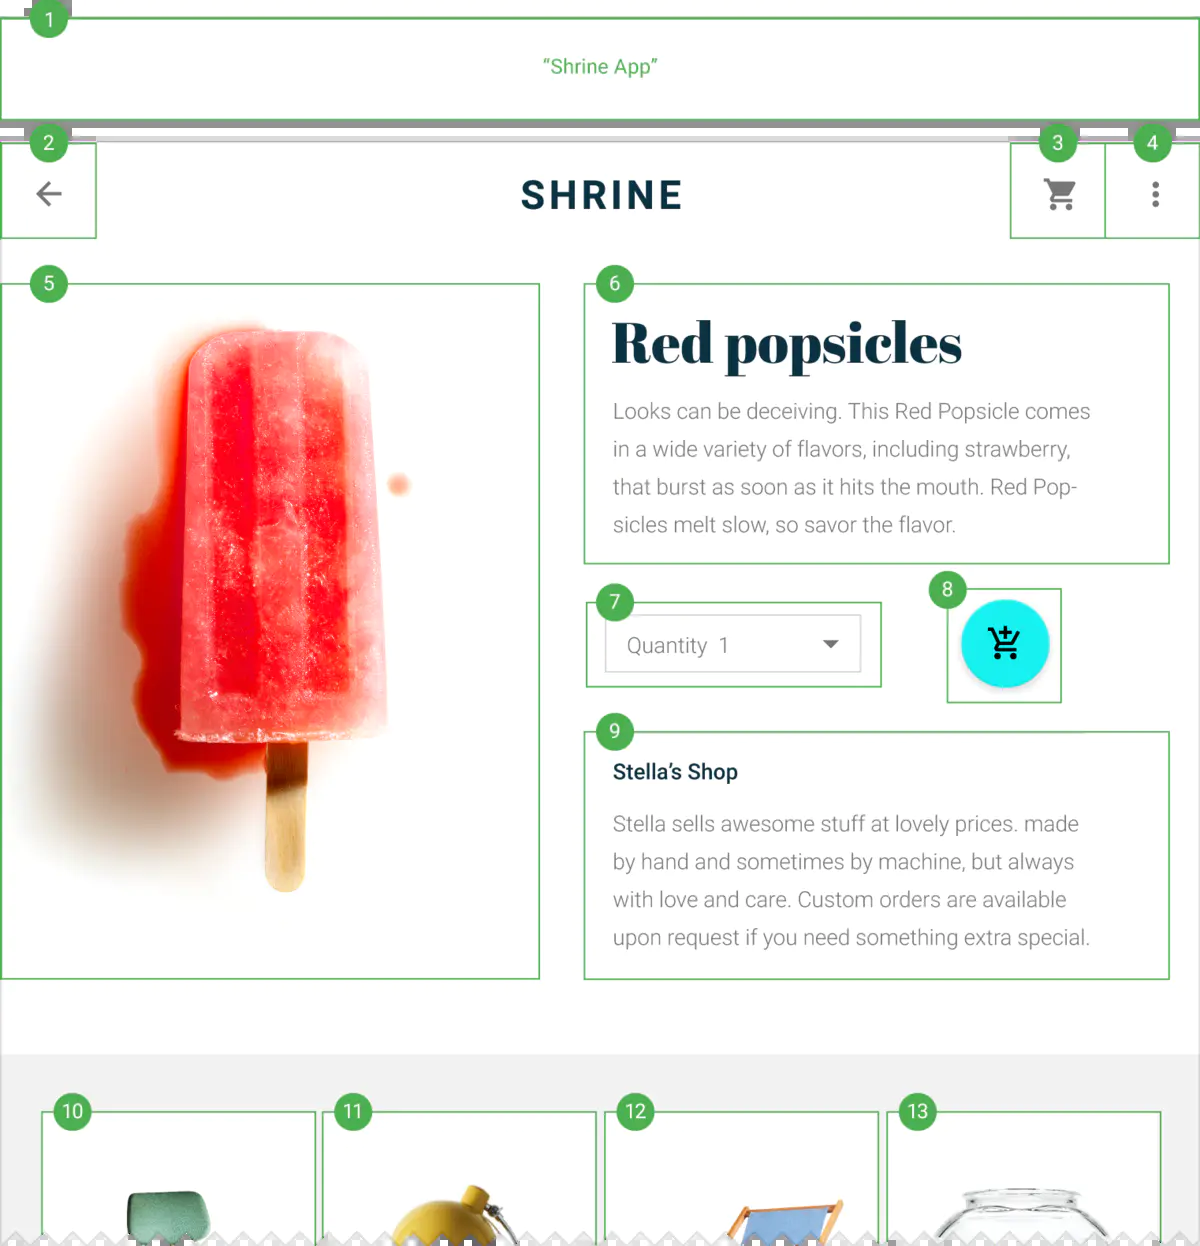 1
“Shrine App”
2
3
4
SHRINE
5
6
Red popsicles
Looks can be deceiving. This Red Popsicle comes
in a wide variety of flavors, including strawberry,
that burst as soon as it hits the mouth. Red Pop-
sicles melt slow, so savor the flavor.
7
Quantity 1
8
9
Stella’s Shop
Stella sells awesome stuff at lovely prices. made
by hand and sometimes by machine, but always
with love and care. Custom orders are available
upon request if you need something extra special.
10
11
12
13